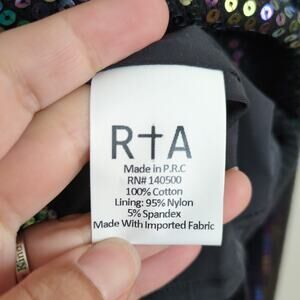 R†A
Made in P.R.C
RN# 140500
100% Cotton
Lining: 95% Nylon
5% Spandex
Made With Imported Fabric